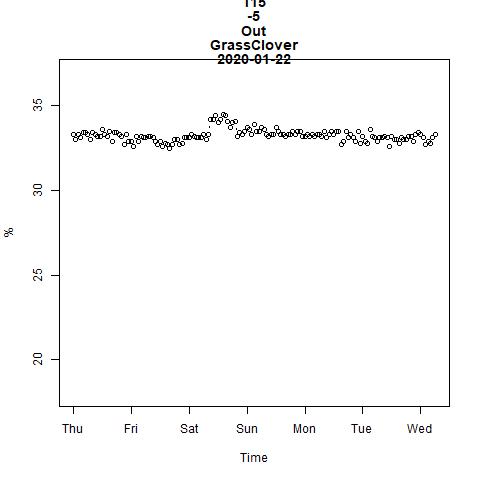 T15
-5
Out
GrassClover
2020-01-22
35
30
25
20
%
Thu Fri Sat Sun Mon Tue Wed
Time